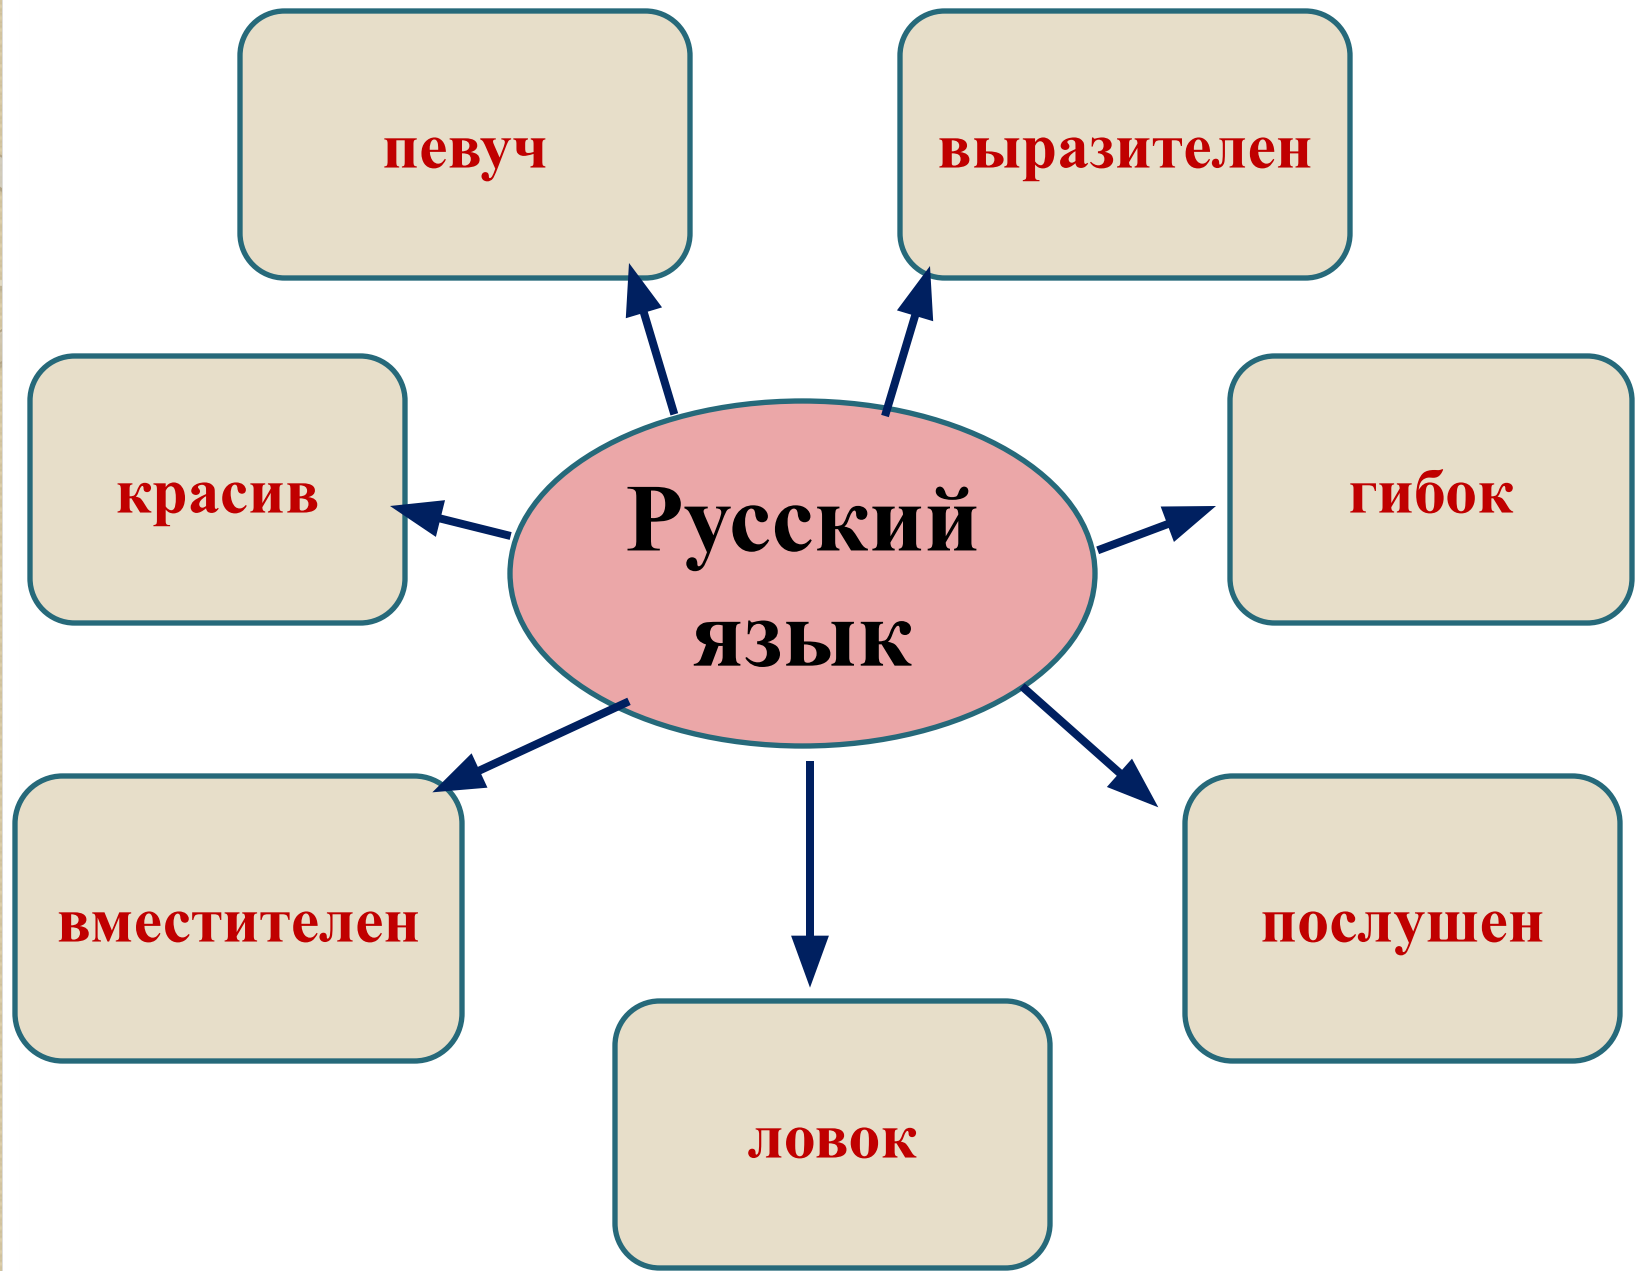 певуч
выразителен
красив
гибок
Русский
язык
вместителен
послушен
ловок